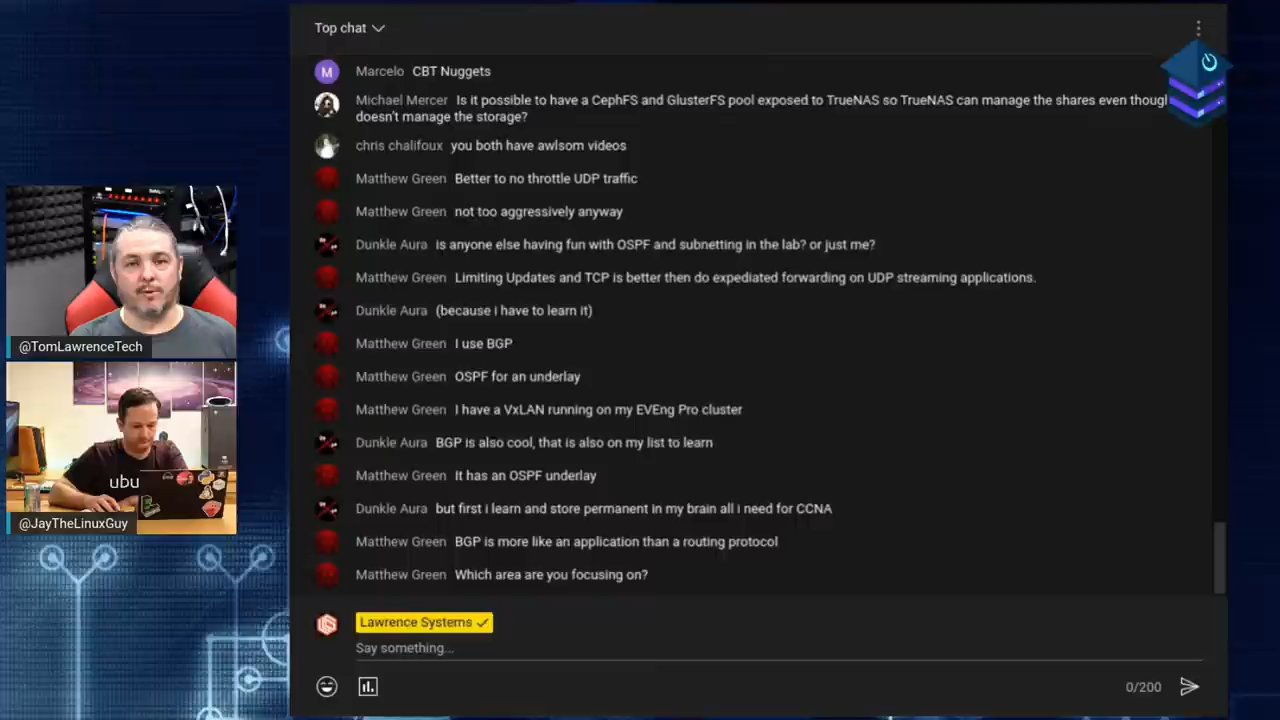 Top chat
M
Marcelo CBT Nuggets
Michael Mercer Is it possible to have a CephFS and GlusterFS pool exposed to TrueNAS so TrueNAS can manage the shares even though
doesn't manage the storage?
chris chalifoux you both have awlsom videos
Matthew Green Better to no throttle UDP traffic
Matthew Green not too aggressively anyway
Dunkle Aura is anyone else having fun with OSPF and subnetting in the lab? or just me?
Matthew Green Limiting Updates and TCP is better then do expediated forwarding on UDP streaming applications.
Dunkle Aura (because i have to learn it)
@TomLawrenceTech
Matthew Green I use BGP
Matthew Green OSPF for an underlay
Matthew Green I have a VxLAN running on my EVEng Pro cluster
Dunkle Aura BGP is also cool, that is also on my list to learn
Matthew Green It has an OSPF underlay
ubu
Dunkle Aura but first i learn and store permanent in my brain all i need for CCNA
@JayTheLinuxGuy
Matthew Green BGP is more like an application than a routing protocol
Matthew Green Which area are you focusing on?
Lawrence Systems
Say something...
0/200